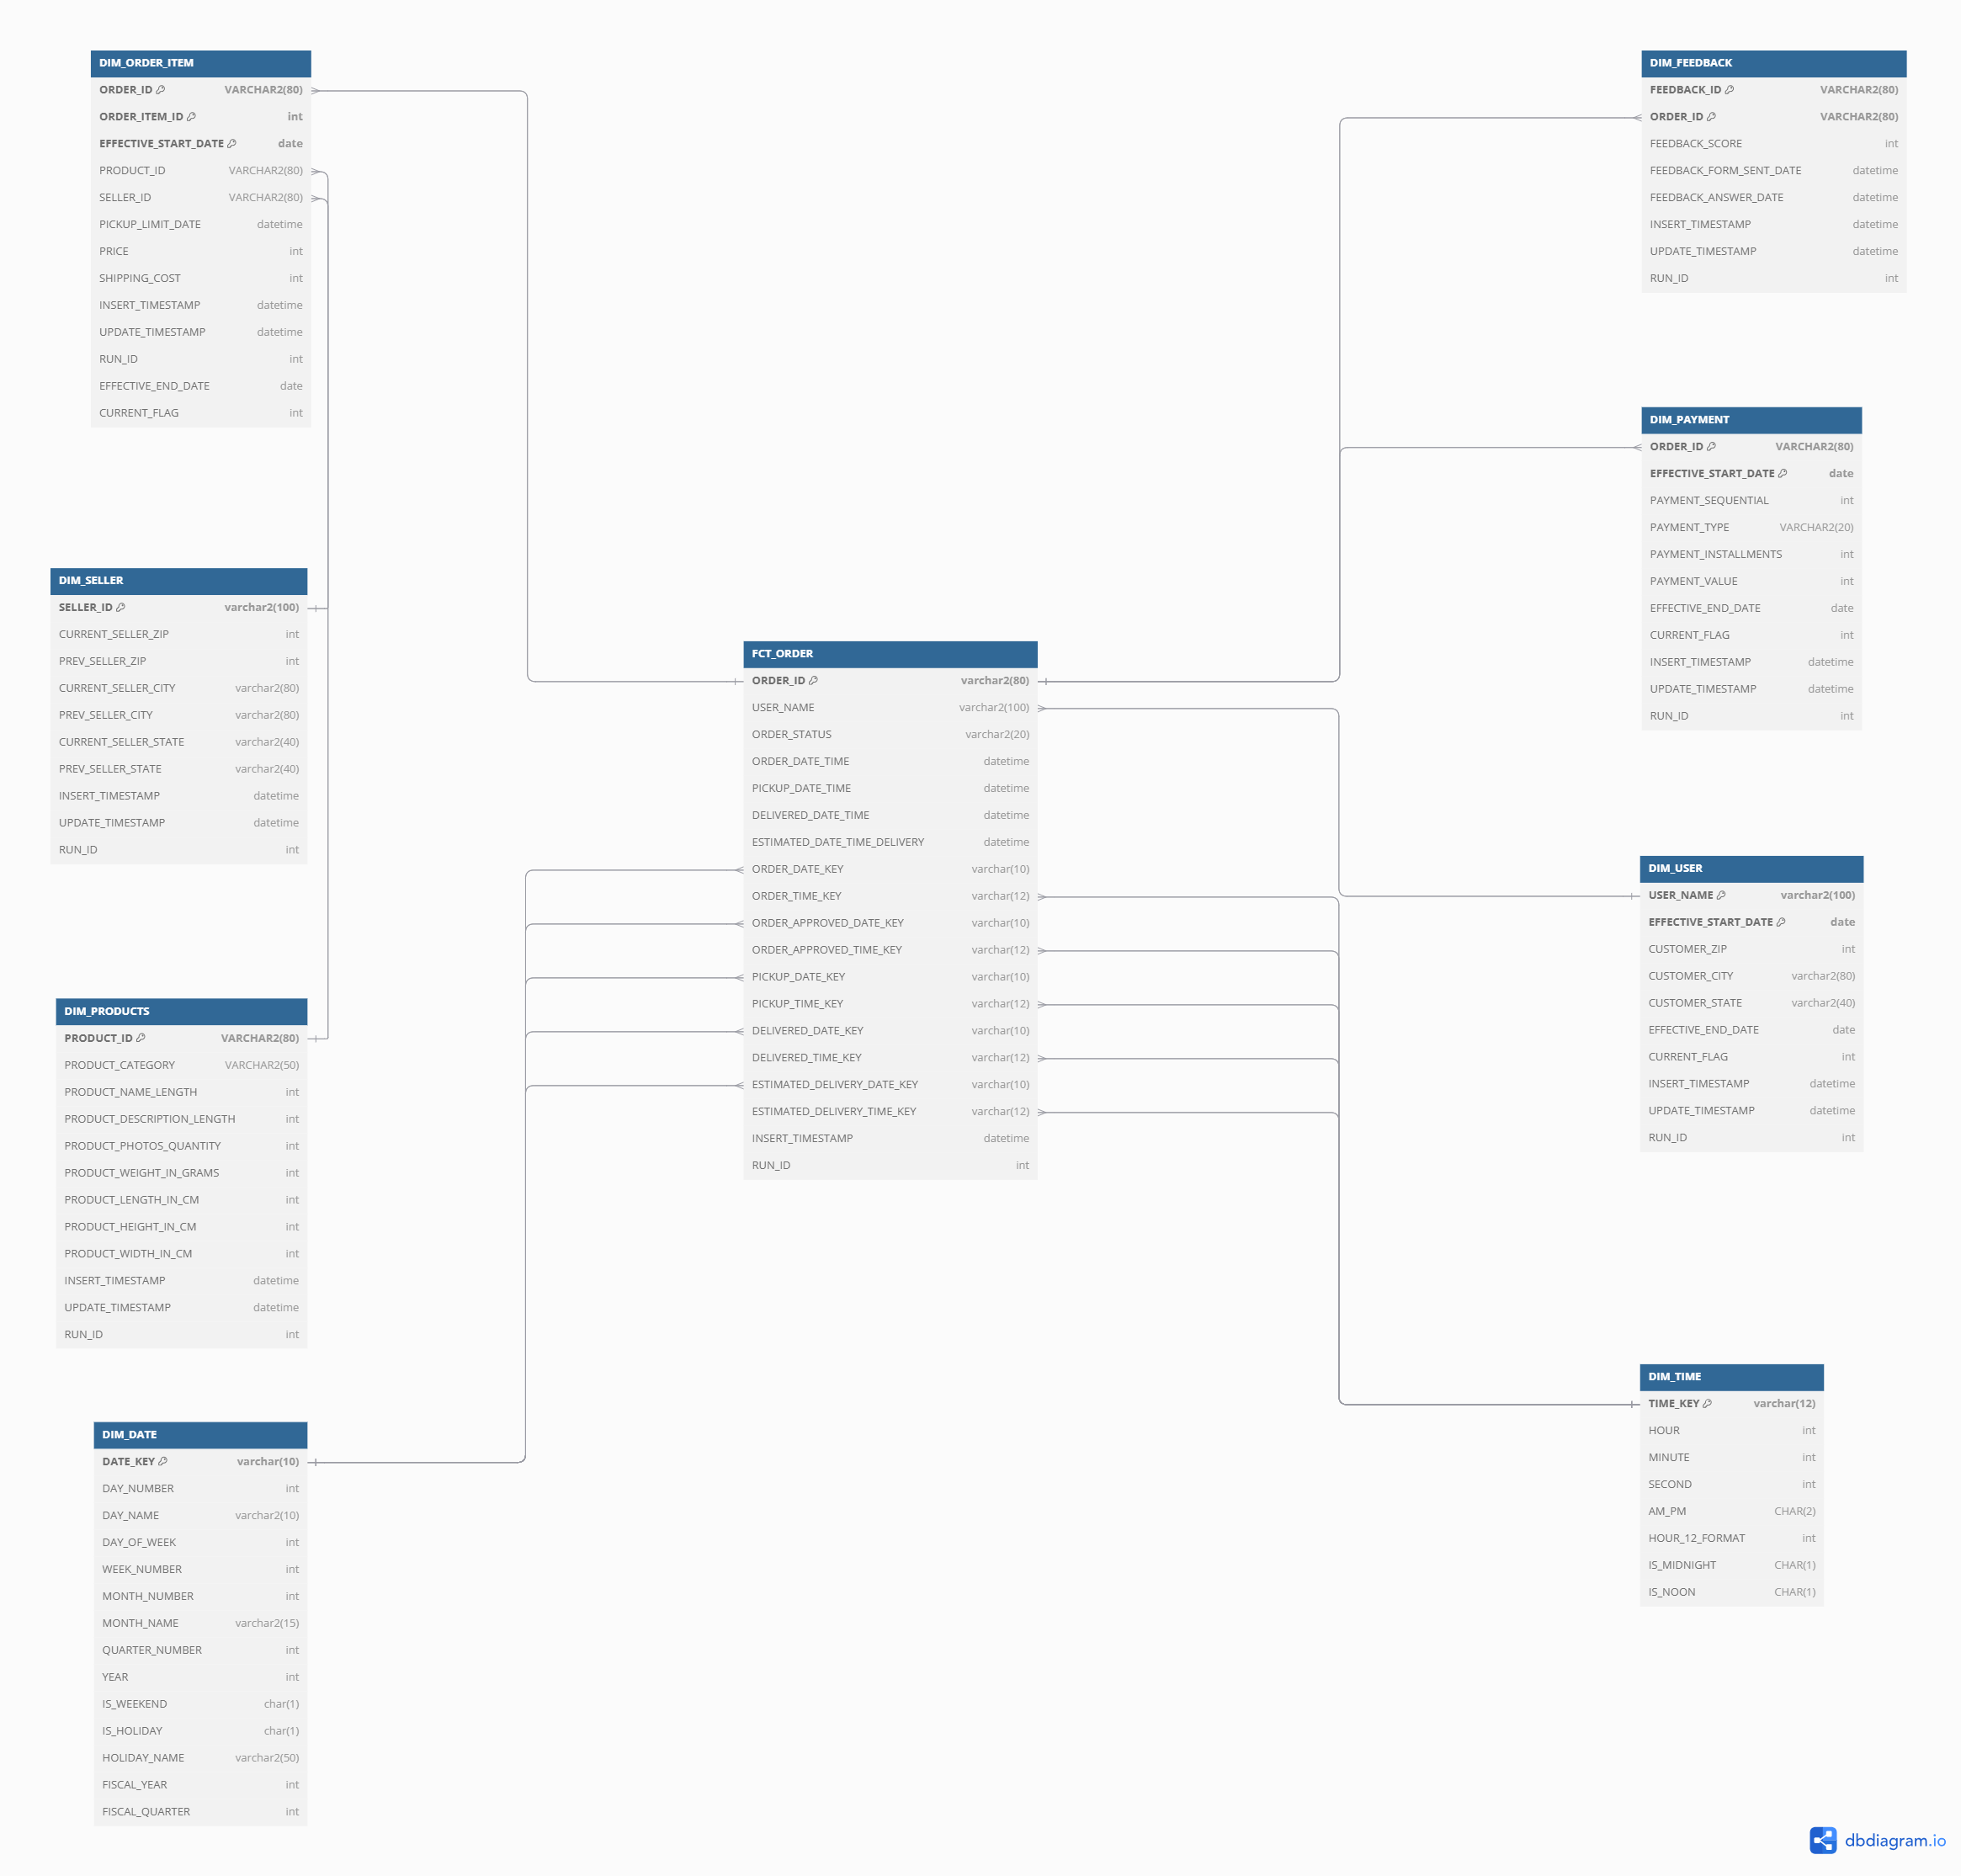 DIM_ORDER_ITEM
ORDER_ID VARCHAR2(80)
ORDER_ITEM_ID int
EFFECTIVE_START_DATE date
PRODUCT_ID VARCHAR2(80)
SELLER_ID VARCHAR2(80)
PICKUP_LIMIT_DATE datetime
PRICE int
SHIPPING_COST int
INSERT_TIMESTAMP datetime
UPDATE_TIMESTAMP datetime
RUN_ID int
EFFECTIVE_END_DATE date
CURRENT_FLAG int
DIM_SELLER
SELLER_ID varchar2(100)
CURRENT_SELLER_ZIP int
PREV_SELLER_ZIP int
CURRENT_SELLER_CITY varchar2(80)
PREV_SELLER_CITY varchar2(80)
CURRENT_SELLER_STATE varchar2(40)
PREV_SELLER_STATE varchar2(40)
INSERT_TIMESTAMP datetime
UPDATE_TIMESTAMP datetime
RUN_ID int
DIM_PRODUCTS
PRODUCT_ID VARCHAR2(80)
PRODUCT_CATEGORY VARCHAR2(50)
PRODUCT_NAME_LENGTH int
PRODUCT_DESCRIPTION_LENGTH int
PRODUCT_PHOTOS_QUANTITY int
PRODUCT_WEIGHT_IN_GRAMS int
PRODUCT_LENGTH_IN_CM int
PRODUCT_HEIGHT_IN_CM int
PRODUCT_WIDTH_IN_CM int
INSERT_TIMESTAMP datetime
UPDATE_TIMESTAMP datetime
RUN_ID int
DIM_DATE
DATE_KEY varchar(10)
DAY_NUMBER int
DAY_NAME varchar2(10)
DAY_OF_WEEK int
WEEK_NUMBER int
MONTH_NUMBER int
MONTH_NAME varchar2(15)
QUARTER_NUMBER int
YEAR int
IS_WEEKEND char(1)
IS_HOLIDAY char(1)
HOLIDAY_NAME varchar2(50)
FISCAL_YEAR int
FISCAL_QUARTER int
FCT_ORDER
ORDER_ID varchar2(80)
USER_NAME varchar2(100)
ORDER_STATUS varchar2(20)
ORDER_DATE_TIME datetime
PICKUP_DATE_TIME datetime
DELIVERED_DATE_TIME datetime
ESTIMATED_DATE_TIME_DELIVERY datetime
ORDER_DATE_KEY varchar(10)
ORDER_TIME_KEY varchar(12)
ORDER_APPROVED_DATE_KEY varchar(10)
ORDER_APPROVED_TIME_KEY varchar(12)
PICKUP_DATE_KEY varchar(10)
PICKUP_TIME_KEY varchar(12)
DELIVERED_DATE_KEY varchar(10)
DELIVERED_TIME_KEY varchar(12)
ESTIMATED_DELIVERY_DATE_KEY varchar(10)
ESTIMATED_DELIVERY_TIME_KEY varchar(12)
INSERT_TIMESTAMP datetime
RUN_ID int
DIM_FEEDBACK
FEEDBACK_ID VARCHAR2(80)
ORDER_ID VARCHAR2(80)
FEEDBACK_SCORE int
FEEDBACK_FORM_SENT_DATE datetime
FEEDBACK_ANSWER_DATE datetime
INSERT_TIMESTAMP datetime
UPDATE_TIMESTAMP datetime
RUN_ID int
DIM_PAYMENT
ORDER_ID VARCHAR2(80)
EFFECTIVE_START_DATE date
PAYMENT_SEQUENTIAL int
PAYMENT_TYPE VARCHAR2(20)
PAYMENT_INSTALLMENTS int
PAYMENT_VALUE int
EFFECTIVE_END_DATE date
CURRENT_FLAG int
INSERT_TIMESTAMP datetime
UPDATE_TIMESTAMP datetime
RUN_ID int
DIM_USER
USER_NAME varchar2(100)
EFFECTIVE_START_DATE date
CUSTOMER_ZIP int
CUSTOMER_CITY varchar2(80)
CUSTOMER_STATE varchar2(40)
EFFECTIVE_END_DATE date
CURRENT_FLAG int
INSERT_TIMESTAMP datetime
UPDATE_TIMESTAMP datetime
RUN_ID int
DIM_TIME
TIME_KEY varchar(12)
HOUR int
MINUTE int
SECOND int
AM_PM CHAR(2)
HOUR_12_FORMAT int
IS_MIDNIGHT CHAR(1)
IS_NOON CHAR(1)
dbdiagram.io